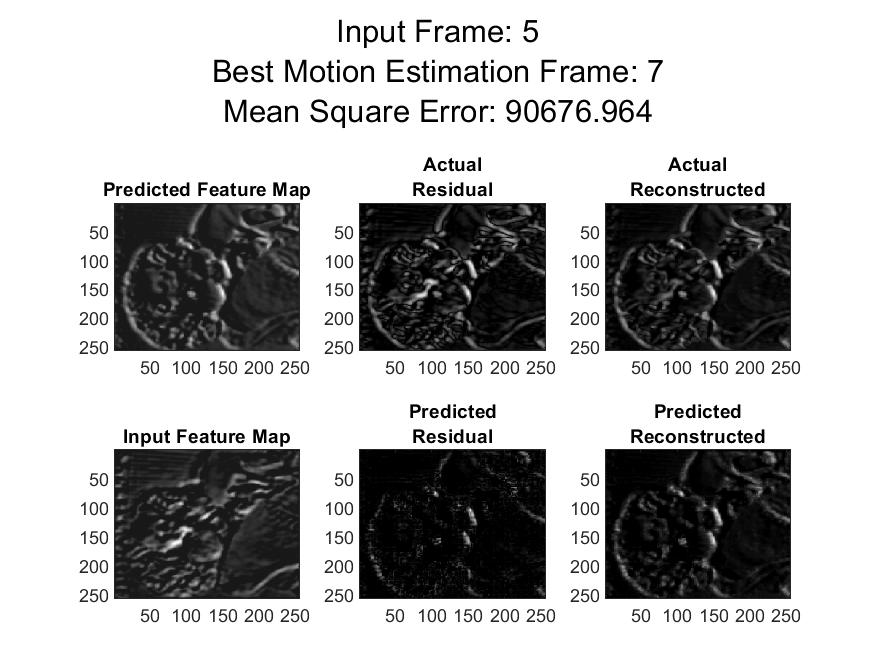 Input Frame: 5
Best Motion Estimation Frame: 7
Mean Square Error: 90676.964
Predicted Feature Map
Actual
Residual
Actual
Reconstructed
50
100
150
200
250
50 100 150 200 250
50
100
150
200
250
50 100 150 200 250
50
100
150
200
250
50 100 150 200 250
Input Feature Map
Predicted
Residual
Predicted
Reconstructed
50
100
150
200
250
50 100 150 200 250
50
100
150
200
250
50 100 150 200 250
50
100
150
200
250
50 100 150 200 250